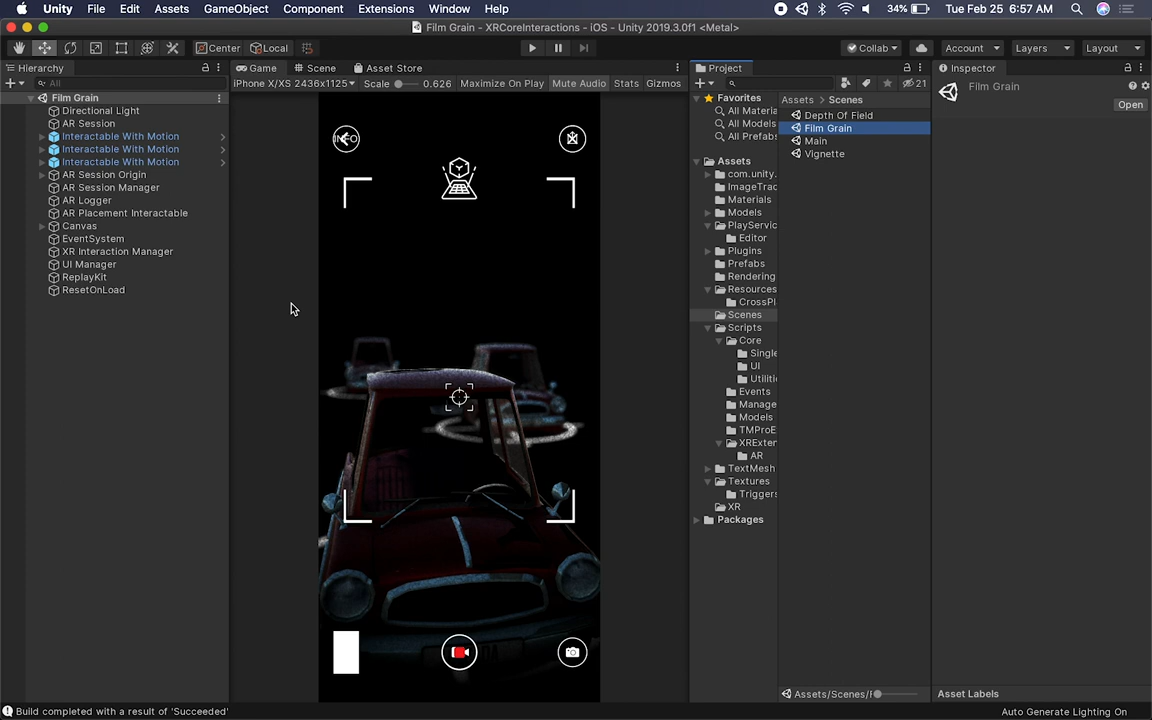 Unity File Edit Assets GameObject Component Extensions Window Help 34% Tue Feb 25 6:57 AM
Film Grain - XRCoreInteractions - iOS - Unity 2019.3.0f1 <Metal>
Center Local Collab Account Layers Layout
Hierarchy Game Scene Asset Store Project Inspector
All iPhone X/XS 2436x1125 Scale 0.626 Maximize On Play Mute Audio Stats Gizmos 21
Film Grain
Directional Light
AR Session
Interactable With Motion
Interactable With Motion
Interactable With Motion
AR Session Origin
AR Session Manager
AR Logger
AR Placement Interactable
Canvas
EventSystem
XR Interaction Manager
UI Manager
ReplayKit
ResetOnLoad
INFO
Favorites
All Materia
All Models
All Prefabs
Assets
com.unity.
ImageTrac
Materials
Models
PlayServic
Editor
Plugins
Prefabs
Rendering
Resources
CrossPl
Scenes
Scripts
Core
Single
UI
Utiliti
Events
Manage
Models
TMProE
XRExter
AR
TextMesh
Textures
Triggers
XR
Packages
Assets Scenes
Depth Of Field
Film Grain
Main
Vignette
Assets/Scenes/F
Film Grain
Open
Asset Labels
Build completed with a result of 'Succeeded'
Auto Generate Lighting On